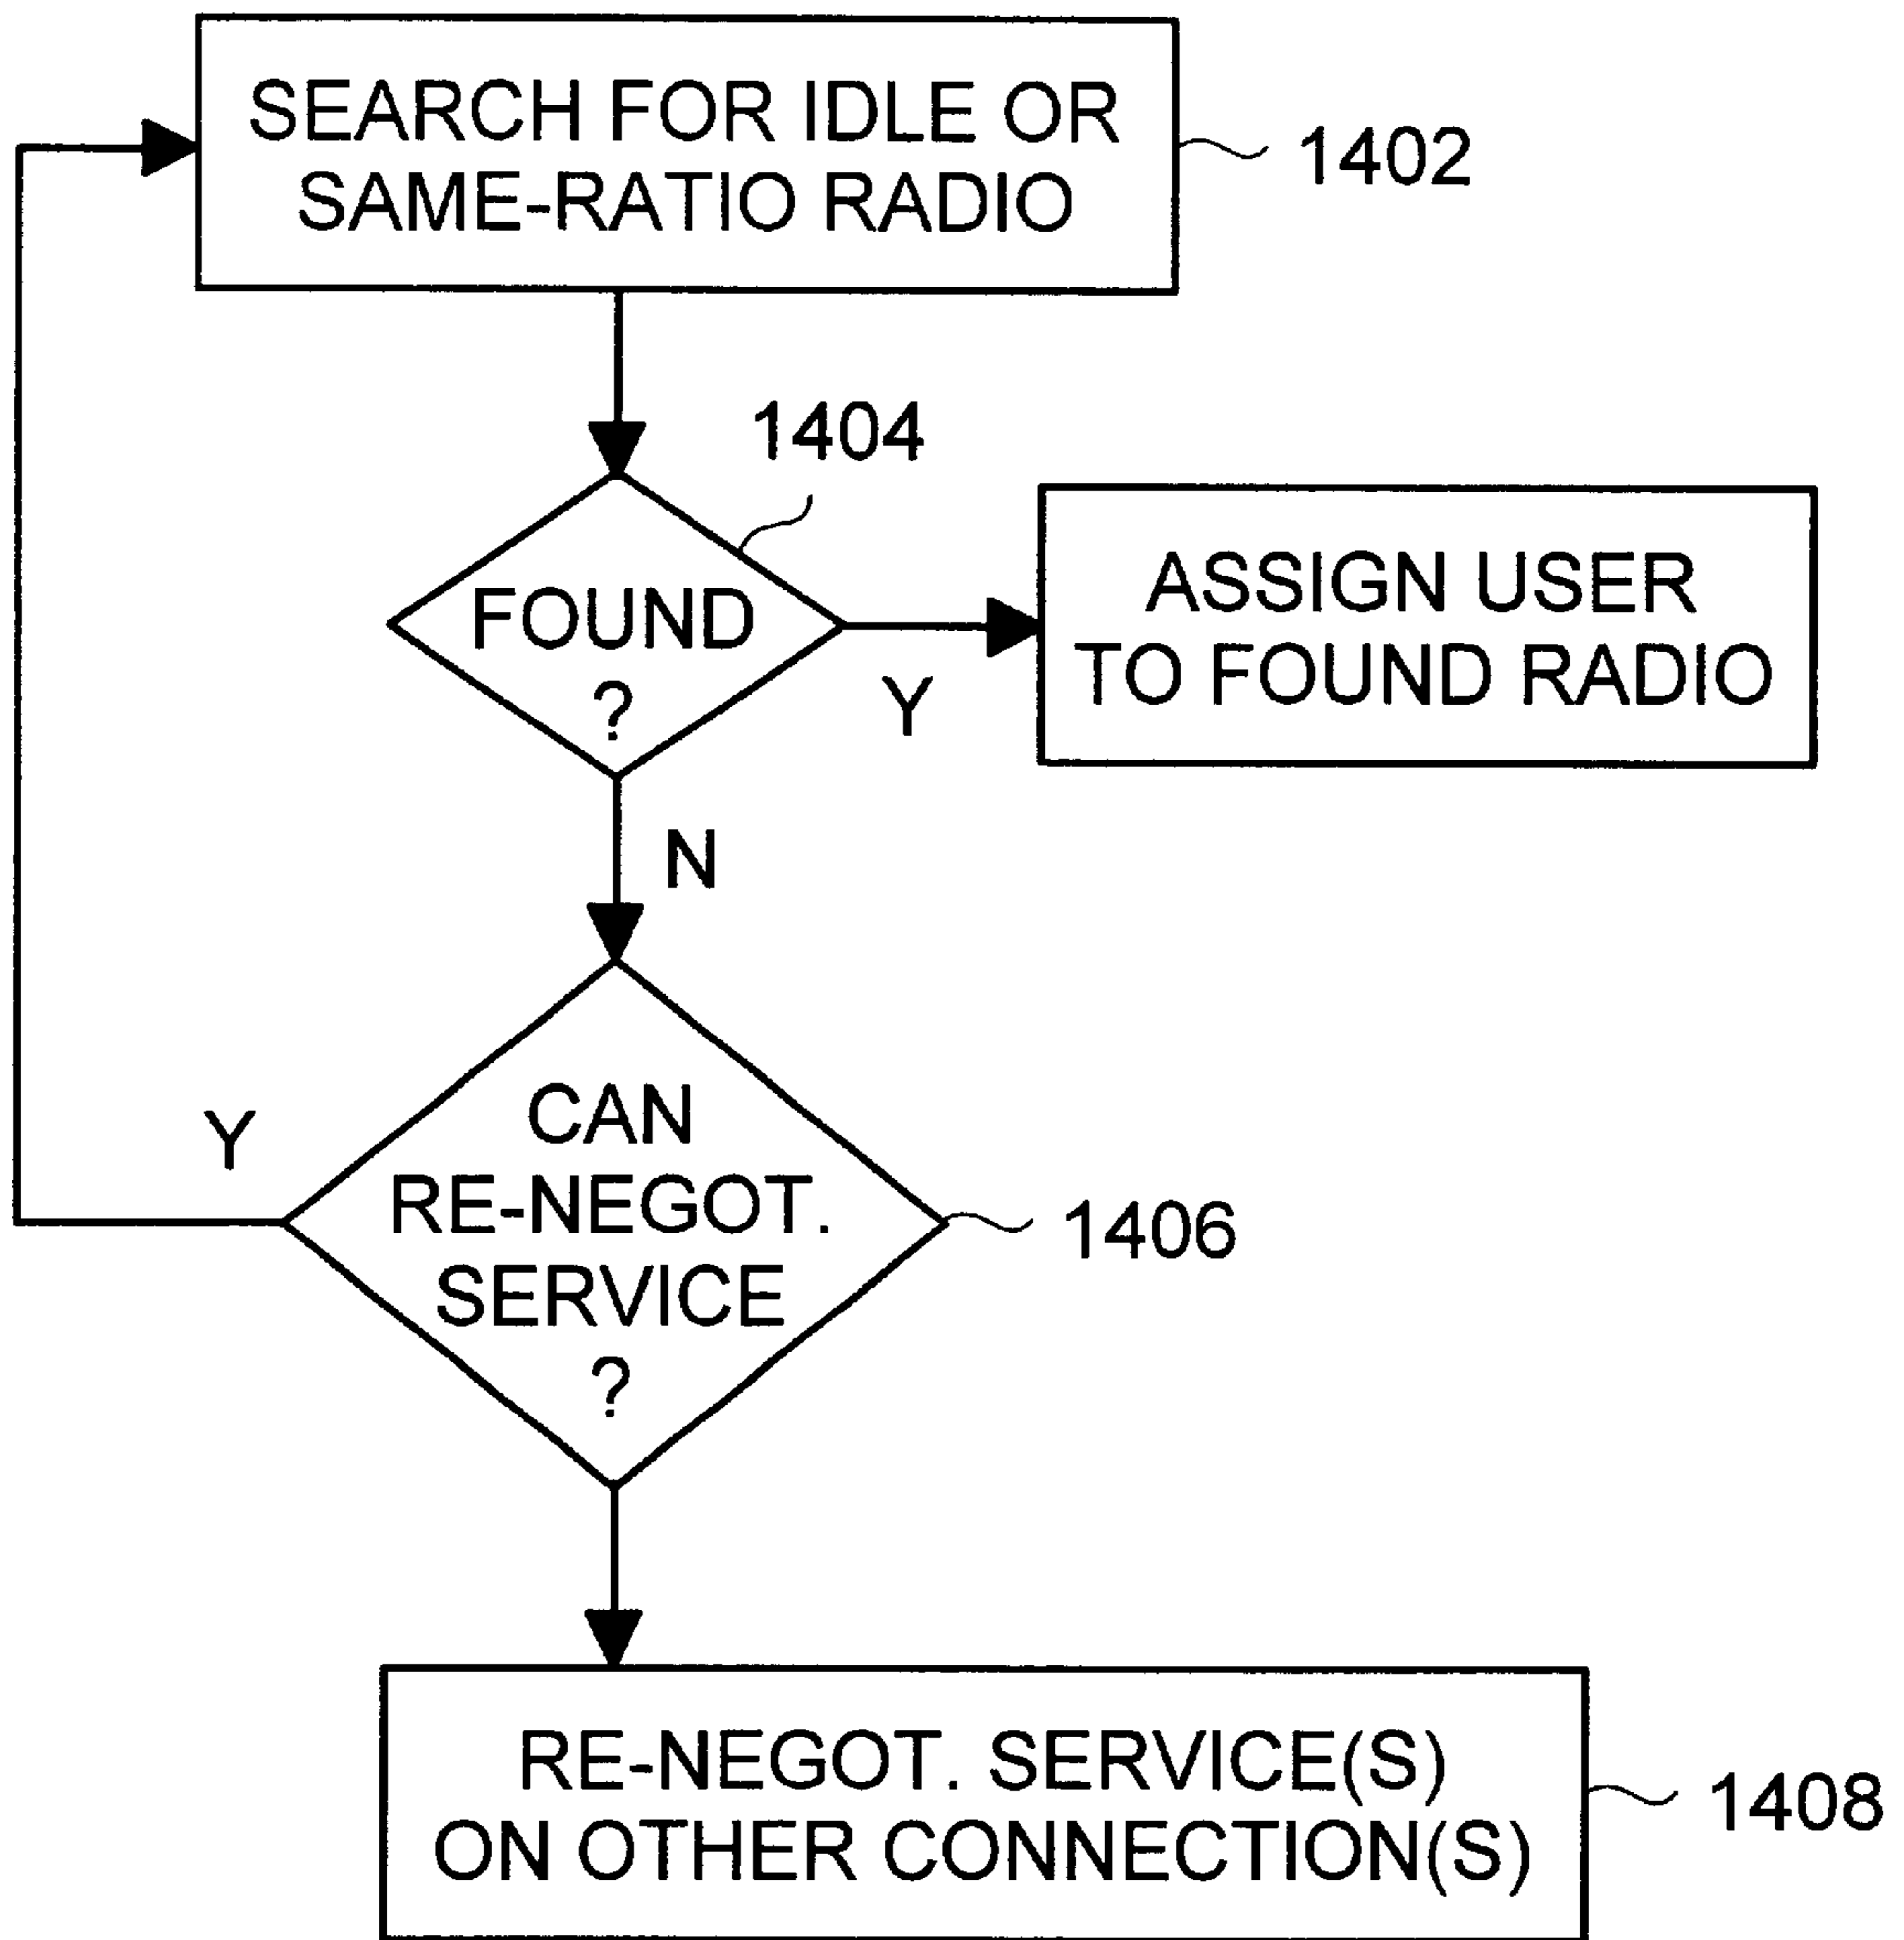 SEARCH FOR IDLE OR
SAME-RATIO RADIO
1402
1404
FOUND
?
Y
ASSIGN USER
TO FOUND RADIO
N
Y
CAN
RE-NEGOT.
SERVICE
?
1406
RE-NEGOT. SERVICE(S)
ON OTHER CONNECTION(S)
1408